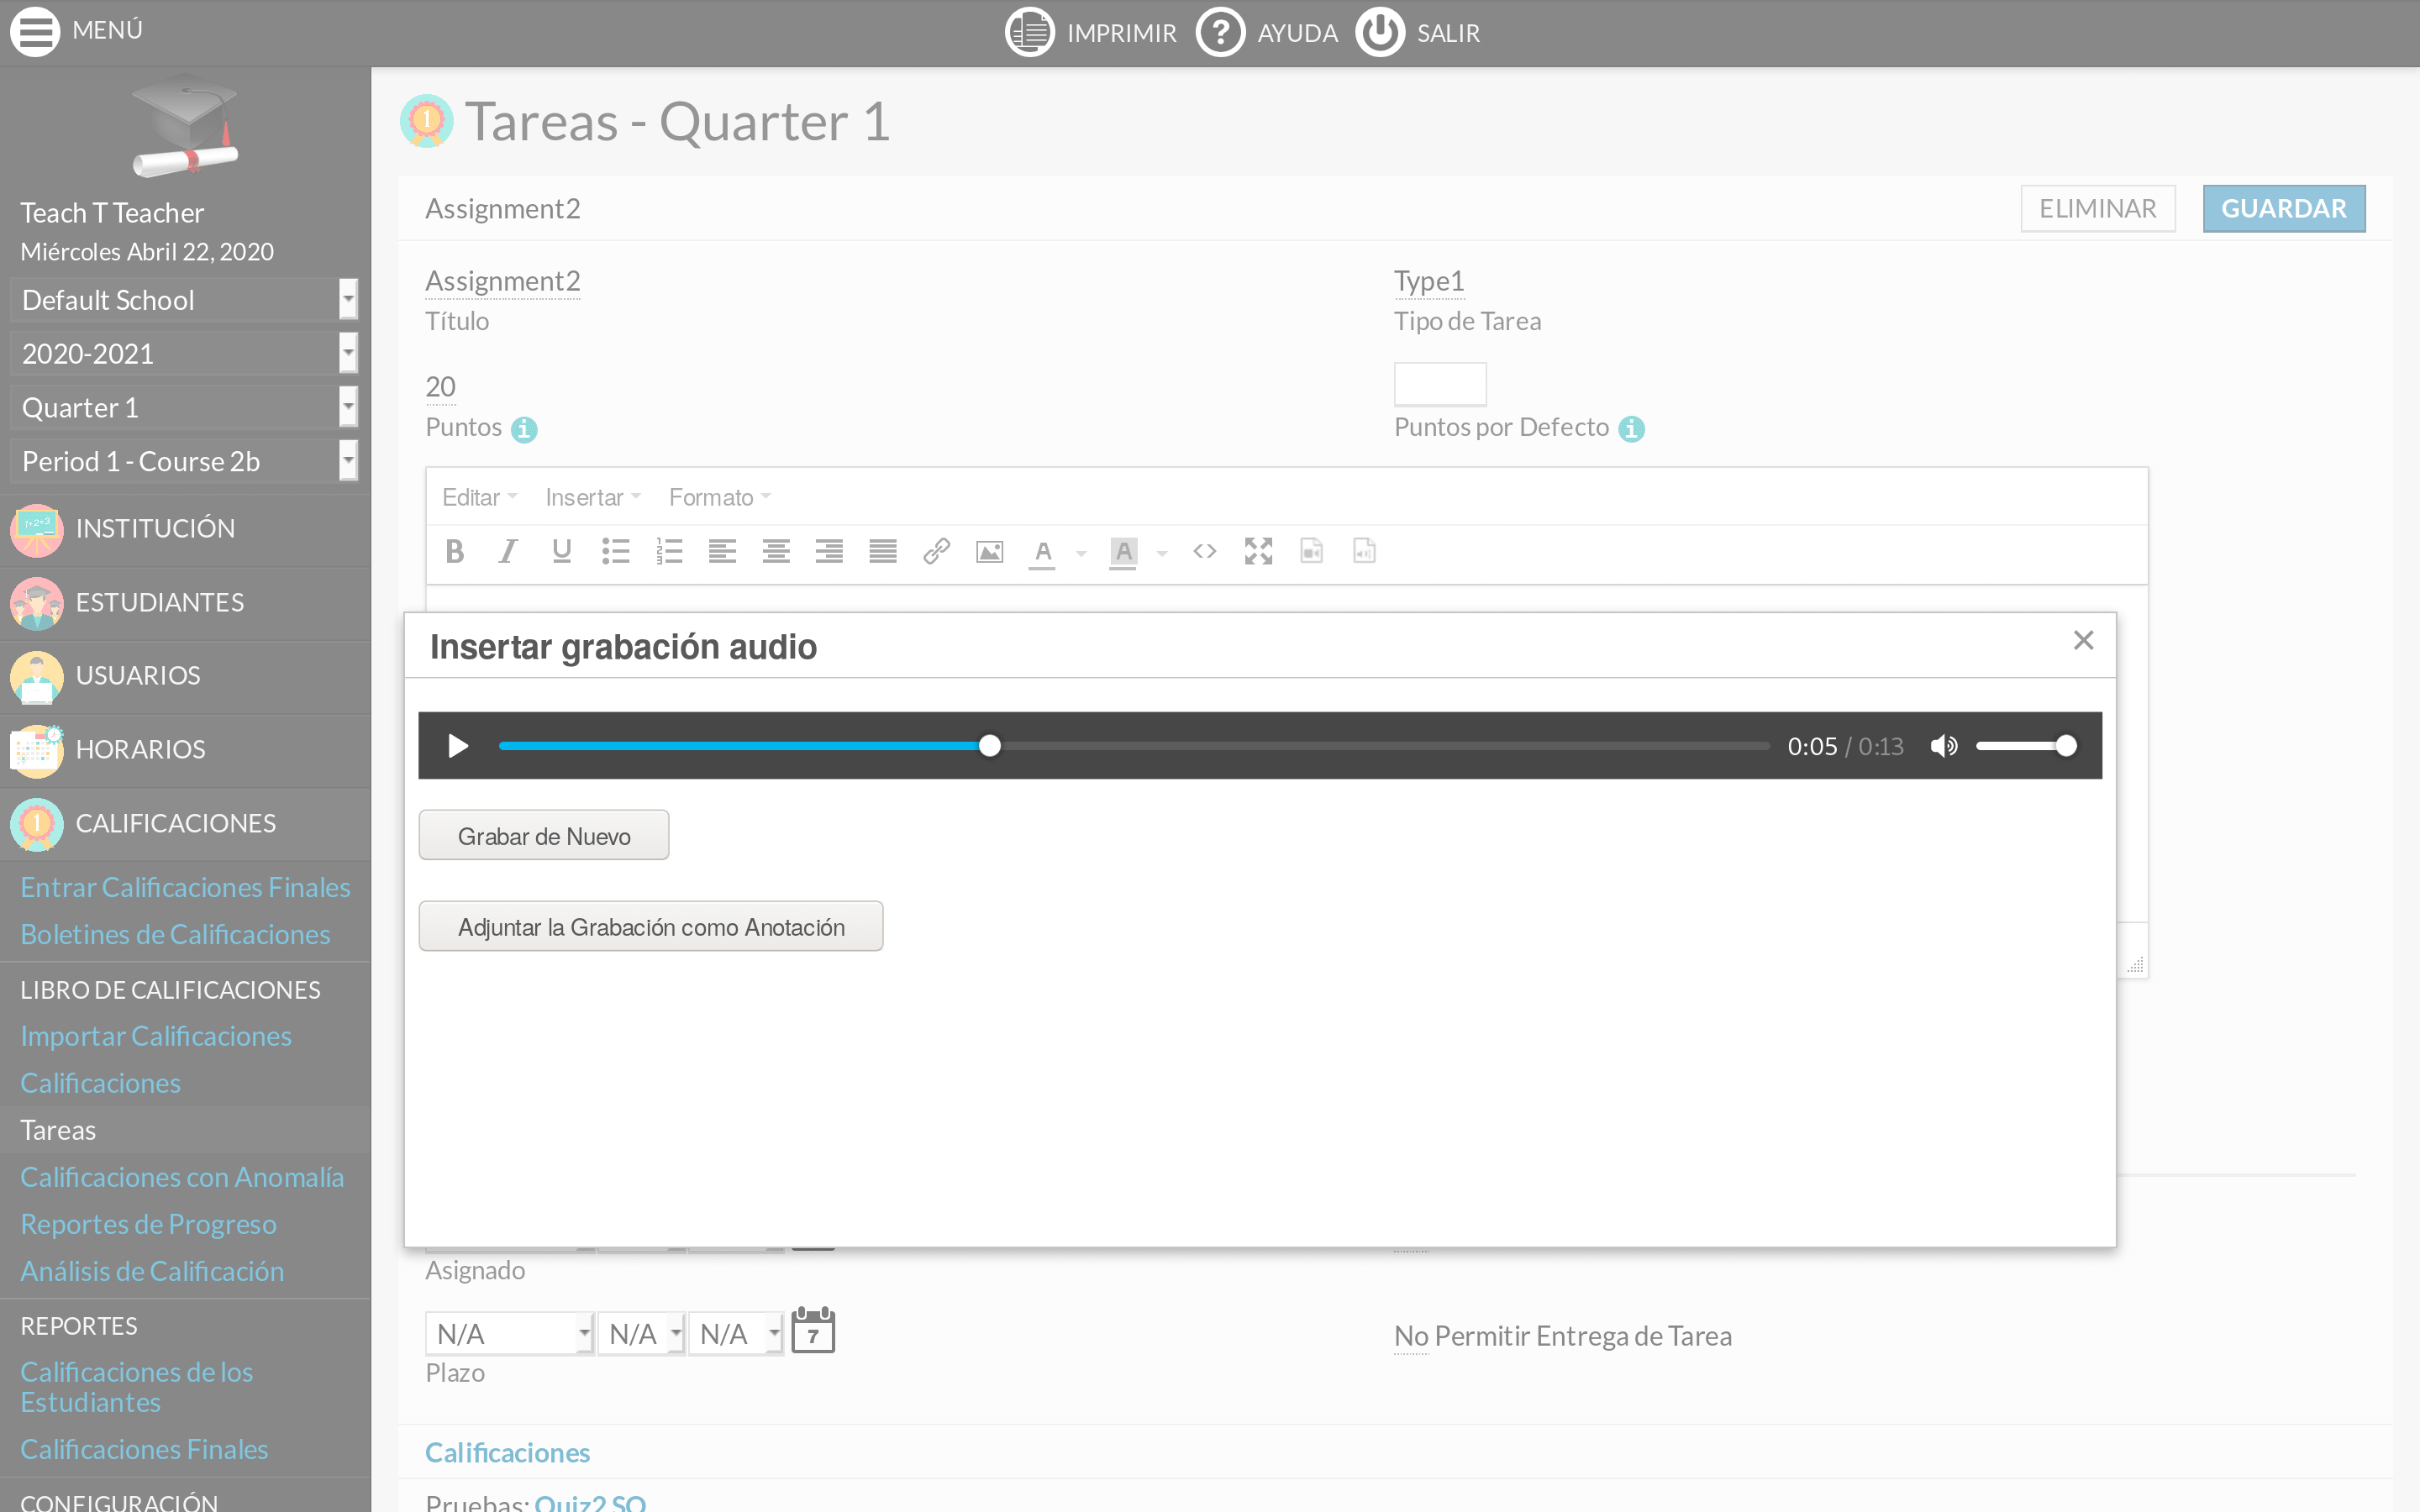 MENÚ
IMPRIMIR
AYUDA
SALIR
Teach T Teacher
Miércoles Abril 22, 2020
Default School
2020-2021
Quarter 1
Period 1 - Course 2b
INSTITUCIÓN
ESTUDIANTES
USUARIOS
HORARIOS
CALIFICACIONES
Entrar Calificaciones Finales
Boletines de Calificaciones
LIBRO DE CALIFICACIONES
Importar Calificaciones
Calificaciones
Tareas
Calificaciones con Anomalía
Reportes de Progreso
Análisis de Calificación
REPORTES
Calificaciones de los
Estudiantes
Calificaciones Finales
CONFIGURACIÓN
Tareas - Quarter 1
Assignment2
ELIMINAR
GUARDAR
Assignment2
Título
Type1
Tipo de Tarea
20
Puntos
Puntos por Defecto
Editar
Insertar
Formato
Insertar grabación audio
0:05 / 0:13
Grabar de Nuevo
Adjuntar la Grabación como Anotación
Asignado
N/A
N/A
N/A
7
Plazo
No Permitir Entrega de Tarea
Calificaciones
Pruebas: Quiz2 SO